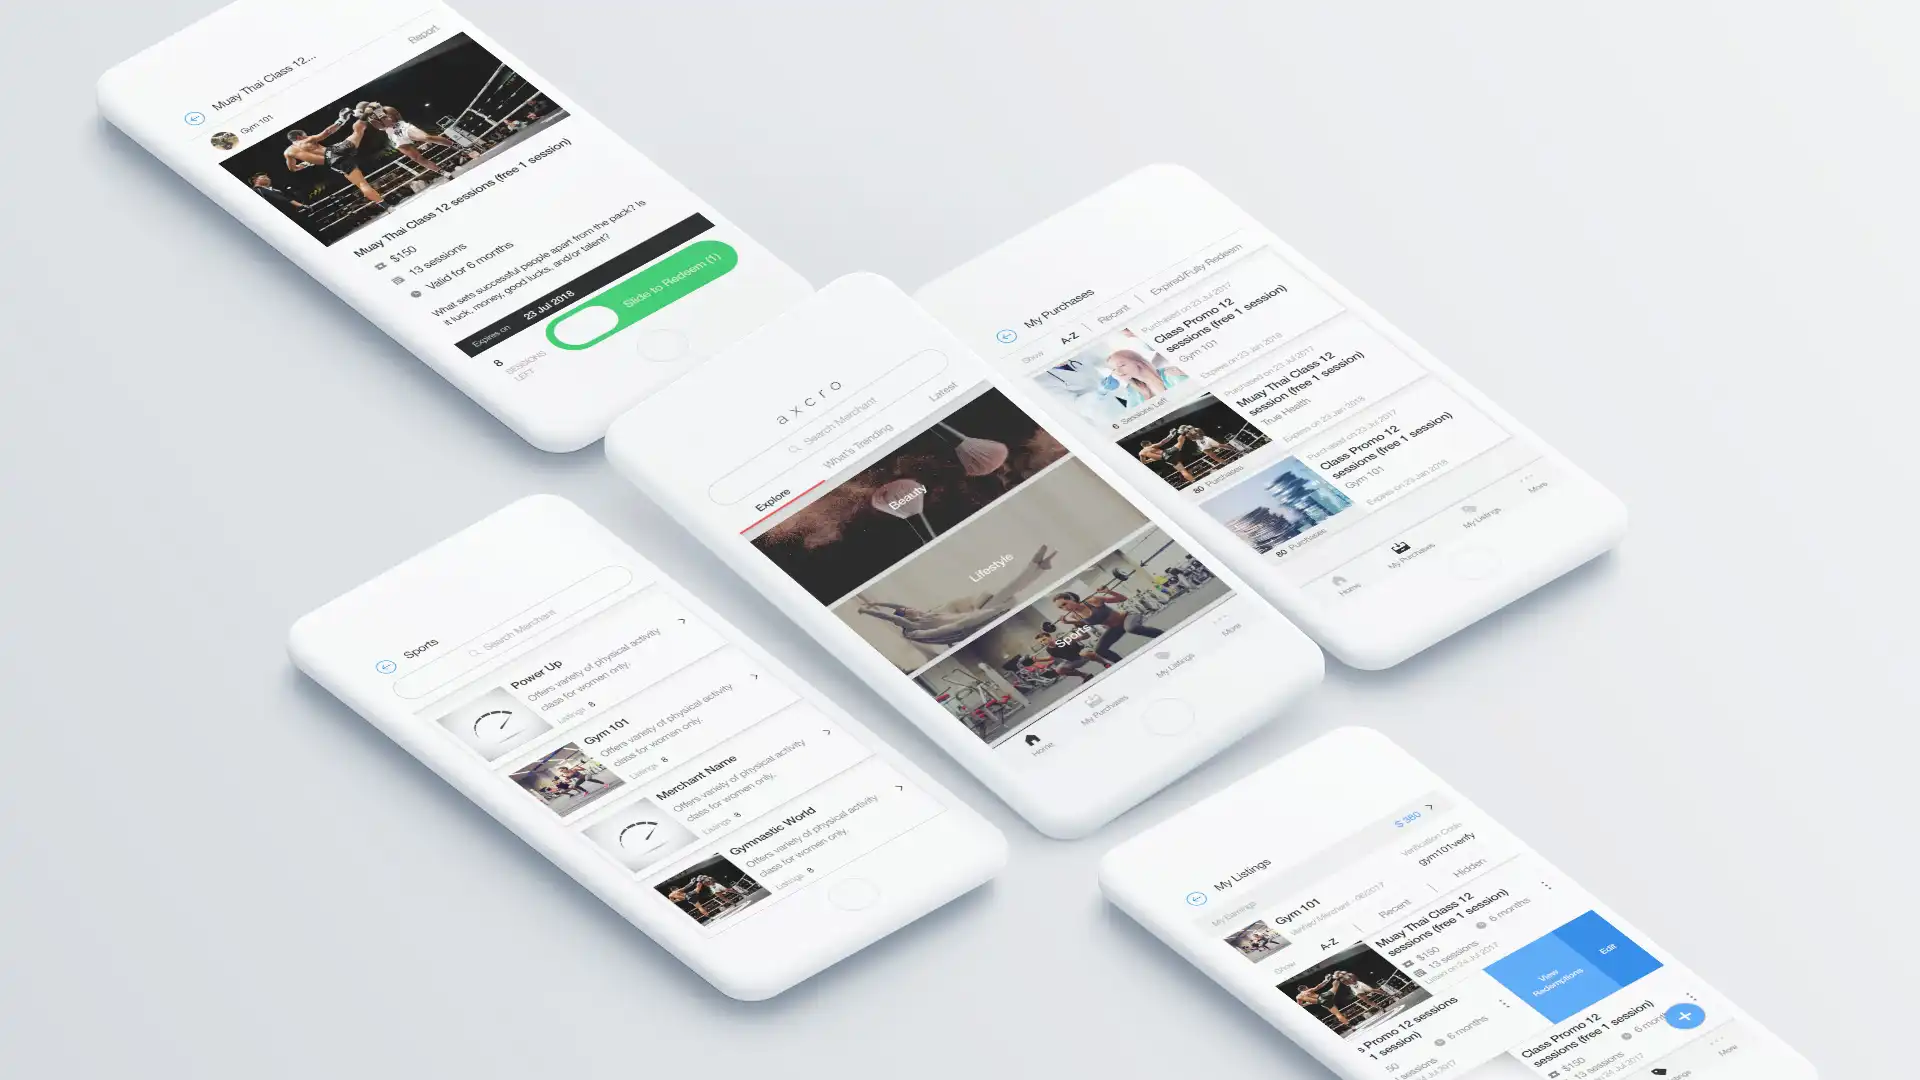 Muay Thai Class 12...
Report
Gym 101
Muay Thai Class 12 sessions (free 1 session)
$150
13 sessions
Valid for 6 months
What sets successful people apart from the pack? Is
it luck, money, good lucks, and/or talent?
Expires on 23 Jul 2018
8 SESSIONS
LEFT
Slide to Redeem (1)
axcro
Search Merchant
Explore
What's Trending
Latest
Beauty
Lifestyle
Sports
Home
My Purchases
My Listings
More
My Purchases
Show
A-Z
Recent
Expired/Fully Redeem
Purchased on 23 Jul 2017
Class Promo 12
sessions (free 1 session)
Gym 101
Expires on 23 Jan 2018
6 Sessions Left
Purchased on 23 Jul 2017
Muay Thai Class 12
session (free 1 session)
True Health
Expires on 23 Jan 2018
80 Purchases
Purchased on 23 Jul 2017
Class Promo 12
sessions (free 1 session)
Gym 101
Expires on 23 Jan 2018
80 Purchases
Home
My Purchases
My Listings
More
Sports
Search Merchant
Power Up
Offers variety of physical activity
class for women only.
Listings 8
Gym 101
Offers variety of physical activity
class for women only.
Listings 8
Merchant Name
Offers variety of physical activity
class for women only.
Listings 8
Gymnastic World
Offers variety of physical activity
class for women only.
Listings 8
My Listings
My Earnings
$ 360
Gym 101
Verified Merchant - 06/2017
Verification Code
gym101verify
Show
A-Z
Recent
Hidden
Muay Thai Class 12
sessions (free 1 session)
$150
6 months
13 sessions
Listed on 24 Jul 2017
View
Redemptions
Edit
s Promo 12 sessions
1 session)
50
6 months
sessions
24 Jul 2017
Class Promo 12
sessions (free 1 session)
$150
6 mont
13 sessions
24 Jul 2017
More